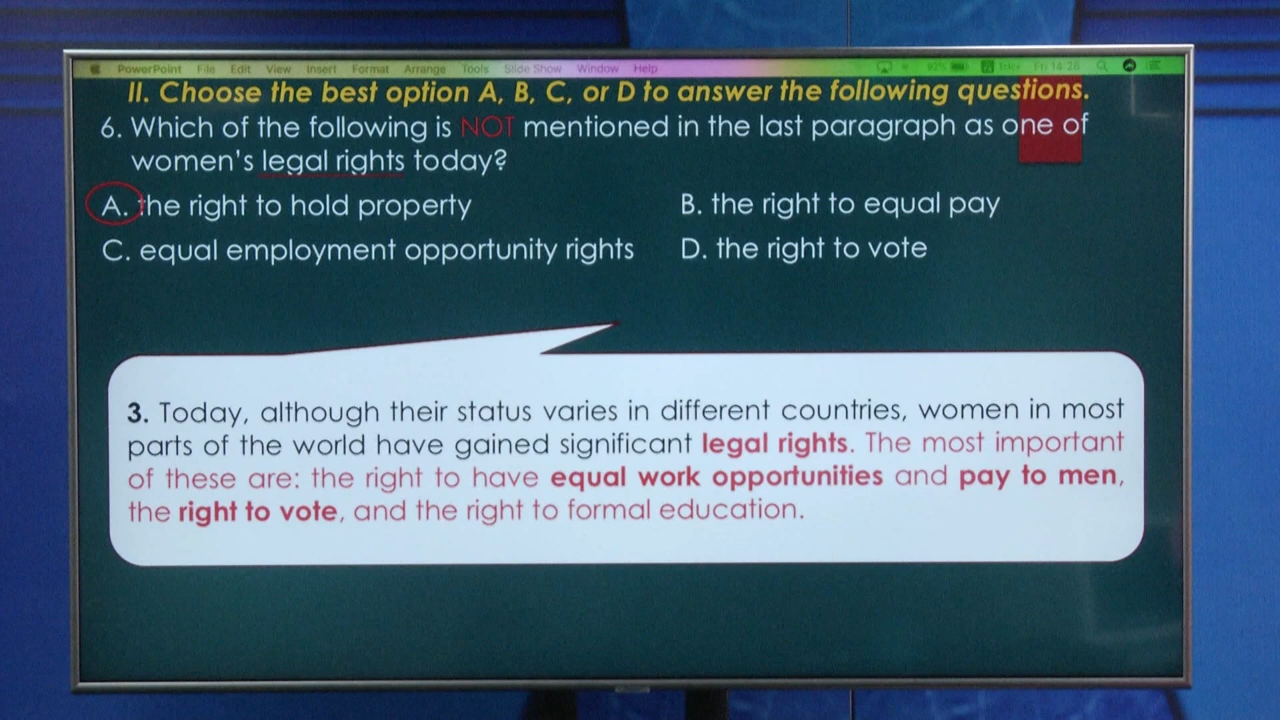 PowerPoint File Edit View Insert Format Arrange Tools Slide Show Window Help 92% Fri 14:26
II. Choose the best option A, B, C, or D to answer the following questions.
6. Which of the following is NOT mentioned in the last paragraph as one of
women's legal rights today?
A. the right to hold property B. the right to equal pay
C. equal employment opportunity rights D. the right to vote
3. Today, although their status varies in different countries, women in most
parts of the world have gained significant legal rights. The most important
of these are: the right to have equal work opportunities and pay to men,
the right to vote, and the right to formal education.